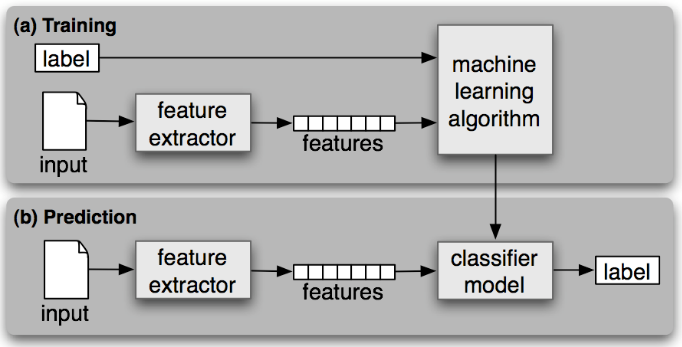 (a) Training
label
machine
learning
algorithm
feature
extractor
features
input
(b) Prediction
feature
extractor
features
classifier
model
label
input